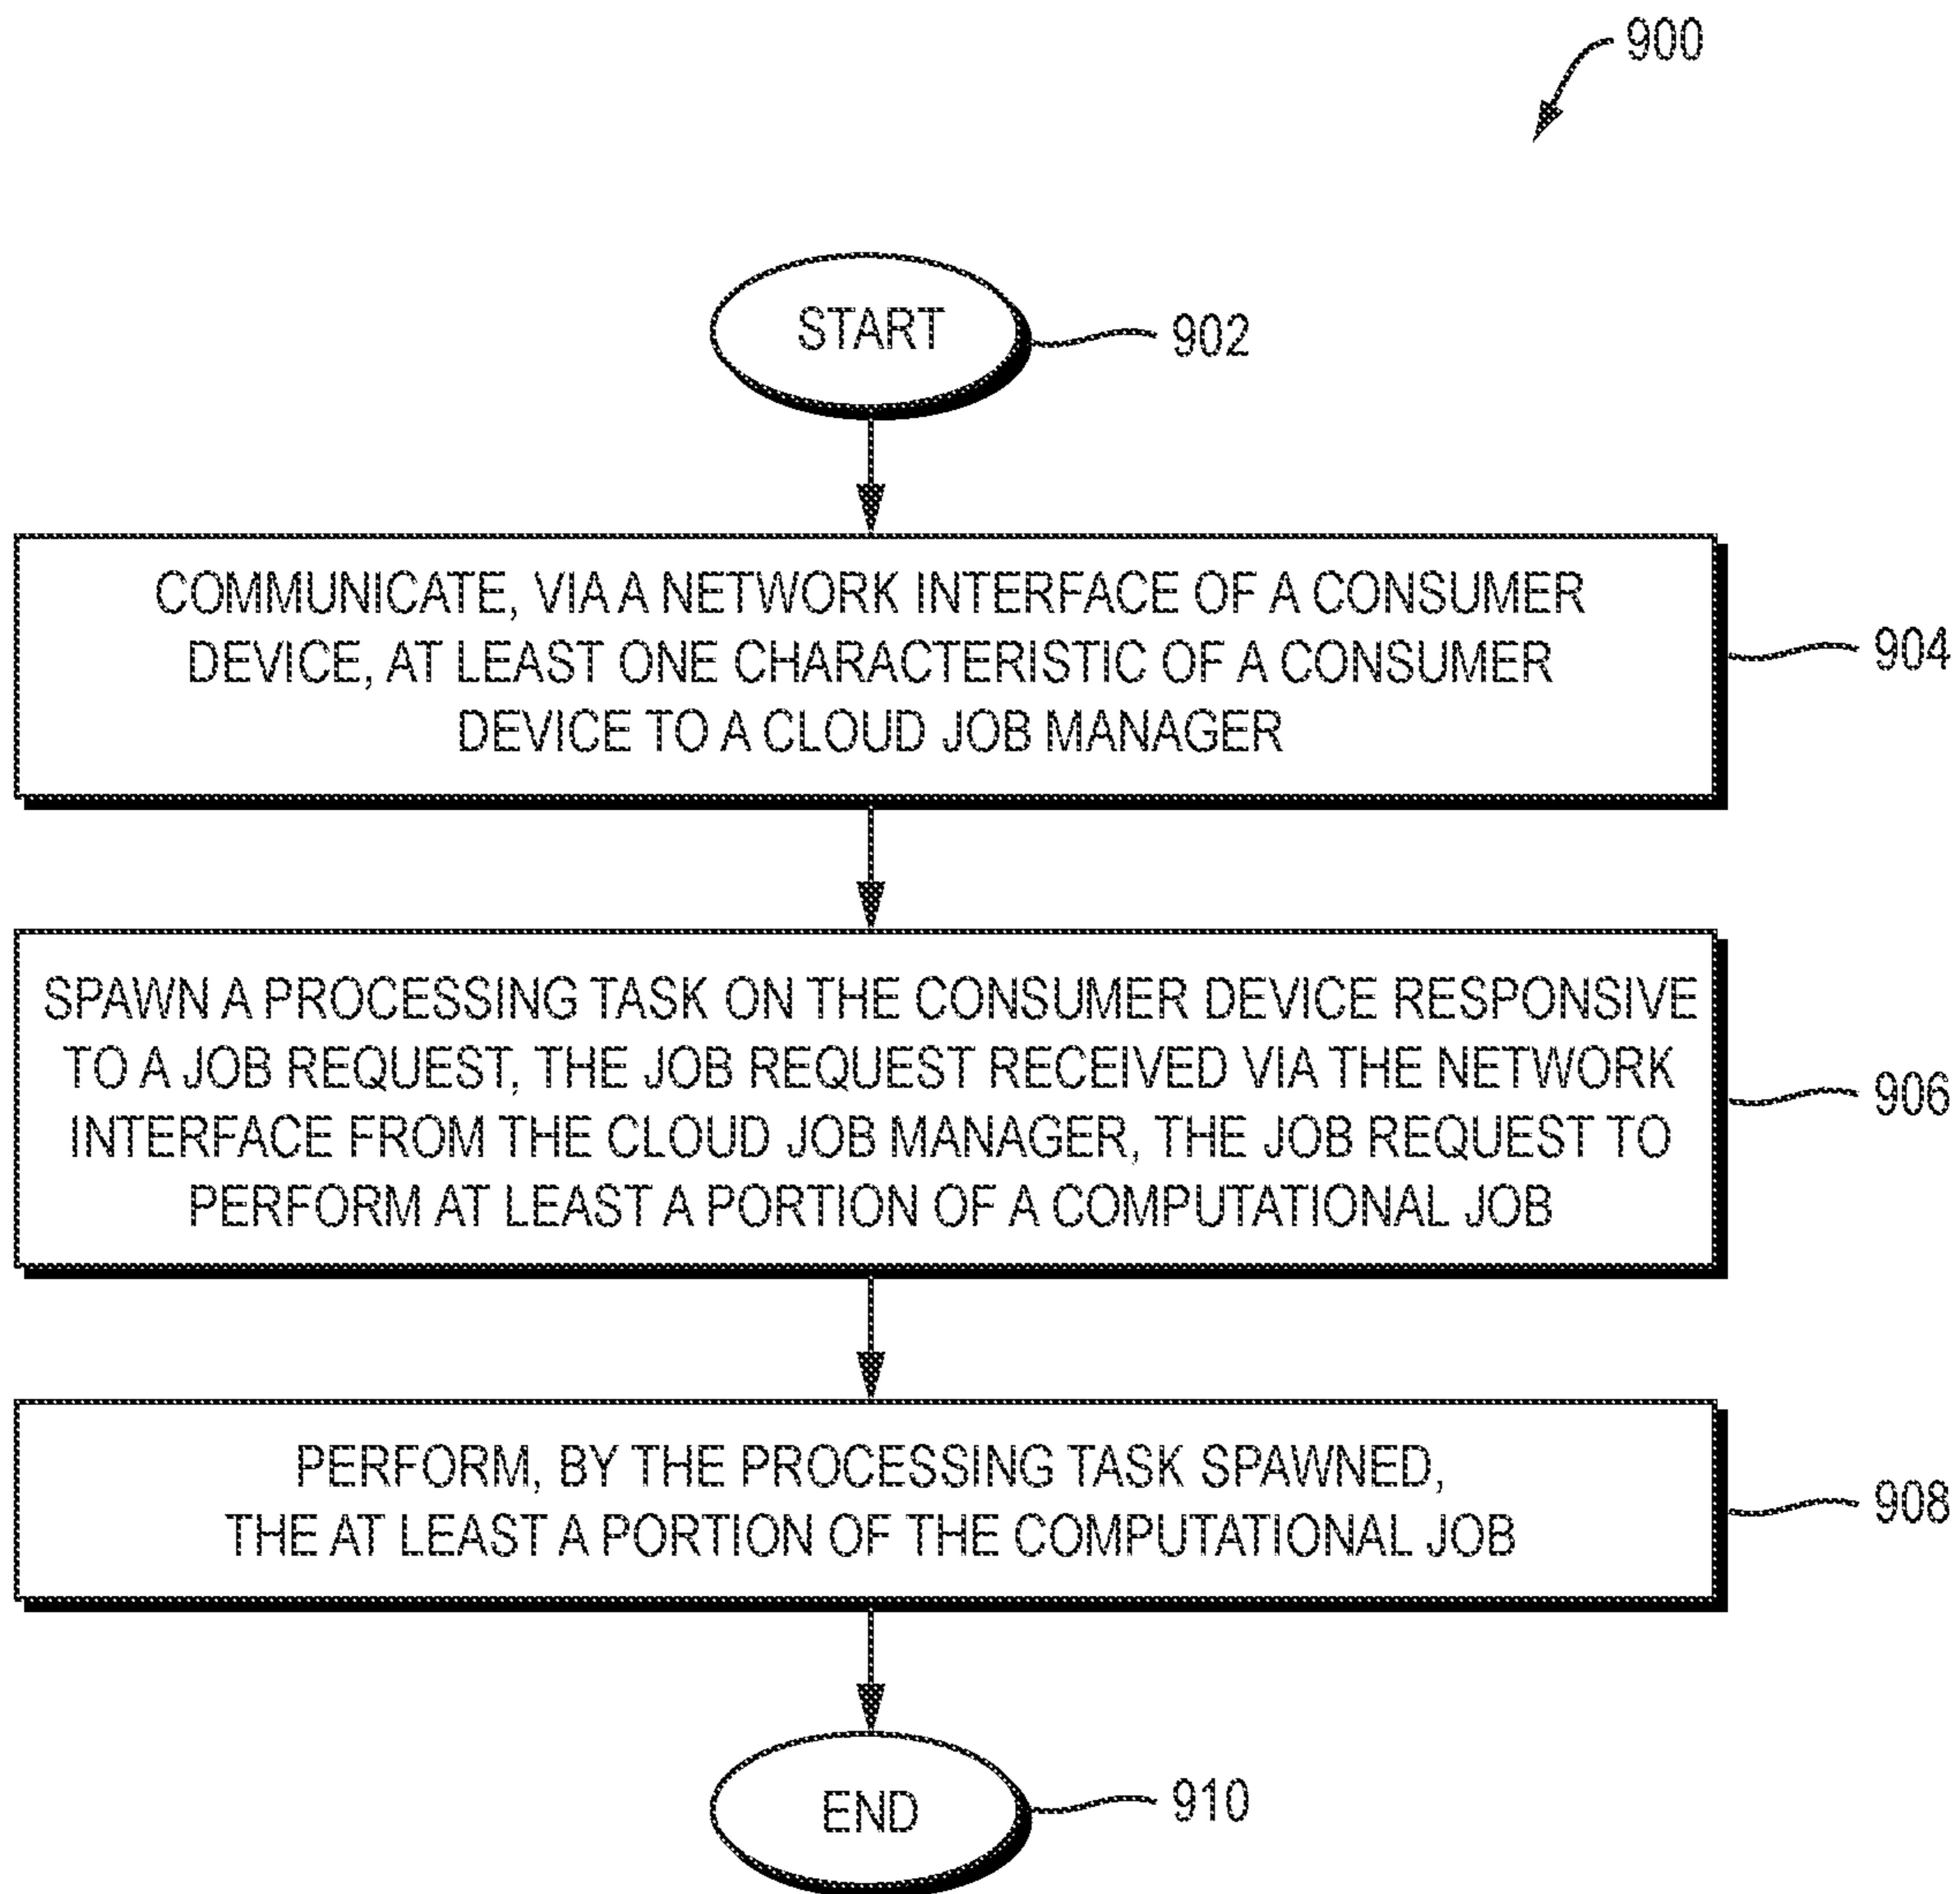 900
START
902
COMMUNICATE, VIA A NETWORK INTERFACE OF A CONSUMER
DEVICE, AT LEAST ONE CHARACTERISTIC OF A CONSUMER
DEVICE TO A CLOUD JOB MANAGER
904
SPAWN A PROCESSING TASK ON THE CONSUMER DEVICE RESPONSIVE
TO A JOB REQUEST, THE JOB REQUEST RECEIVED VIA THE NETWORK
INTERFACE FROM THE CLOUD JOB MANAGER, THE JOB REQUEST TO
PERFORM AT LEAST A PORTION OF A COMPUTATIONAL JOB
906
PERFORM, BY THE PROCESSING TASK SPAWNED,
THE AT LEAST A PORTION OF THE COMPUTATIONAL JOB
908
END
910